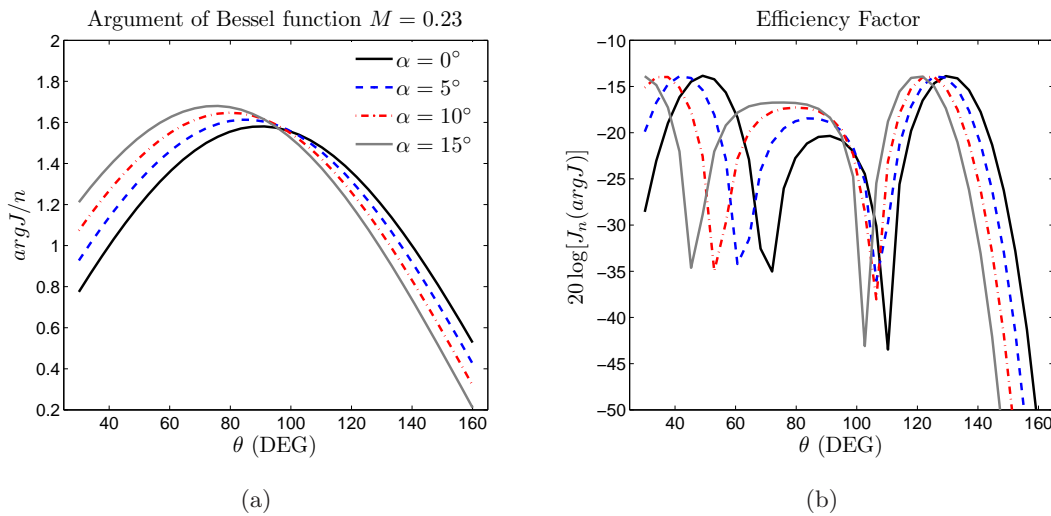 Argument of Bessel function M = 0.23
argJ/n
2
1.8
1.6
1.4
1.2
1
0.8
0.6
0.4
0.2
α = 0°
α = 5°
α = 10°
α = 15°
40 60 80 100 120 140 160
θ (DEG)
(a)
Efficiency Factor
20 log[J_n(argJ)]
−10
−15
−20
−25
−30
−35
−40
−45
−50
40 60 80 100 120 140 160
θ (DEG)
(b)